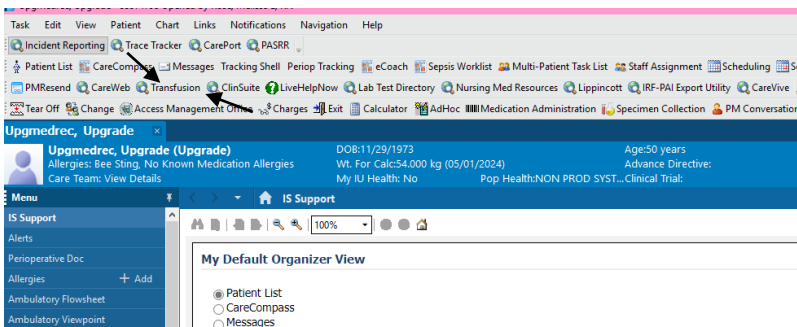 Task Edit View Patient Chart Links Notifications Navigation Help
Incident Reporting Trace Tracker CarePort PASRR
Patient List CareCompass Messages Tracking Shell Periop Tracking eCoach Sepsis Worklist Multi-Patient Task List Staff Assignment Scheduling
PMResend CareWeb Transfusion ClinSuite LiveHelpNow Lab Test Directory Nursing Med Resources Lippincott IRF-PAI Export Utility CareVive
Tear Off Change Access Management Office Charges Exit Calculator AdHoc Medication Administration Specimen Collection PM Conversation
Upgmedrec, Upgrade ×
Upgmedrec, Upgrade (Upgrade) DOB:11/29/1973 Age:50 years
Allergies: Bee Sting, No Known Medication Allergies Wt. For Calc:54.000 kg (05/01/2024) Advance Directive:
Care Team: View Details My IU Health: No Pop Health:NON PROD SYST...Clinical Trial:
Menu IS Support
IS Support 100%
Alerts
Perioperative Doc My Default Organizer View
Allergies + Add
Patient List
Ambulatory Flowsheet CareCompass
Ambulatory Viewpoint Messages